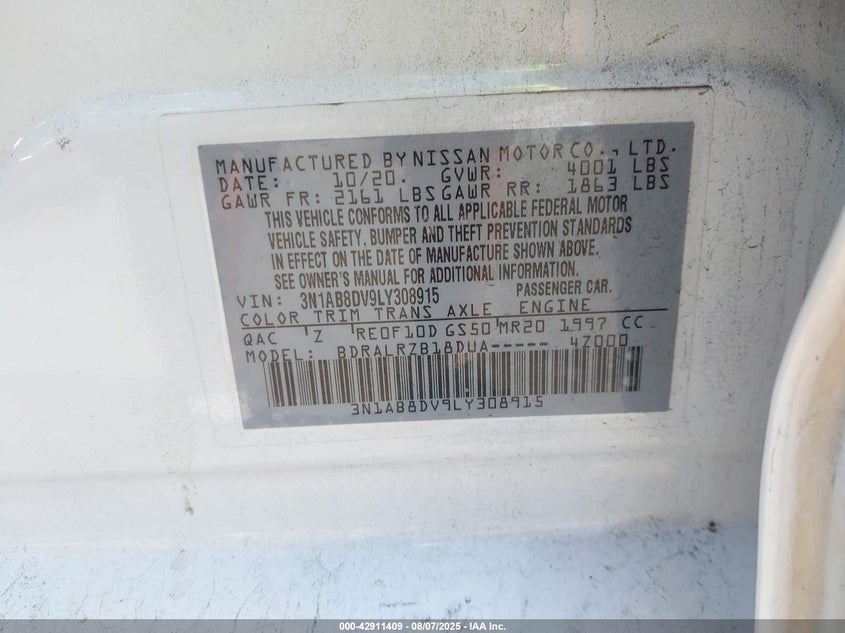 MANUFACTURED BY NISSAN MOTOR CO., LTD.
DATE: 10/20. GVWR: 4001 LBS
GAWR FR: 2161 LBS GAWR RR: 1863 LBS
THIS VEHICLE CONFORMS TO ALL APPLICABLE FEDERAL MOTOR
VEHICLE SAFETY, BUMPER AND THEFT PREVENTION STANDARDS
IN EFFECT ON THE DATE OF MANUFACTURE SHOWN ABOVE.
SEE OWNER'S MANUAL FOR ADDITIONAL INFORMATION.
VIN: 3N1AB8DV9LY308915 PASSENGER CAR.
COLOR TRIM TRANS AXLE ENGINE
QAC Z RE0F10D GS50 MR20 1997 CC
MODEL: BDRALRZB18DUA----- 4Z000
3N1AB8DV9LY308915
000-42911409 - 08/07/2025 - IAA Inc.